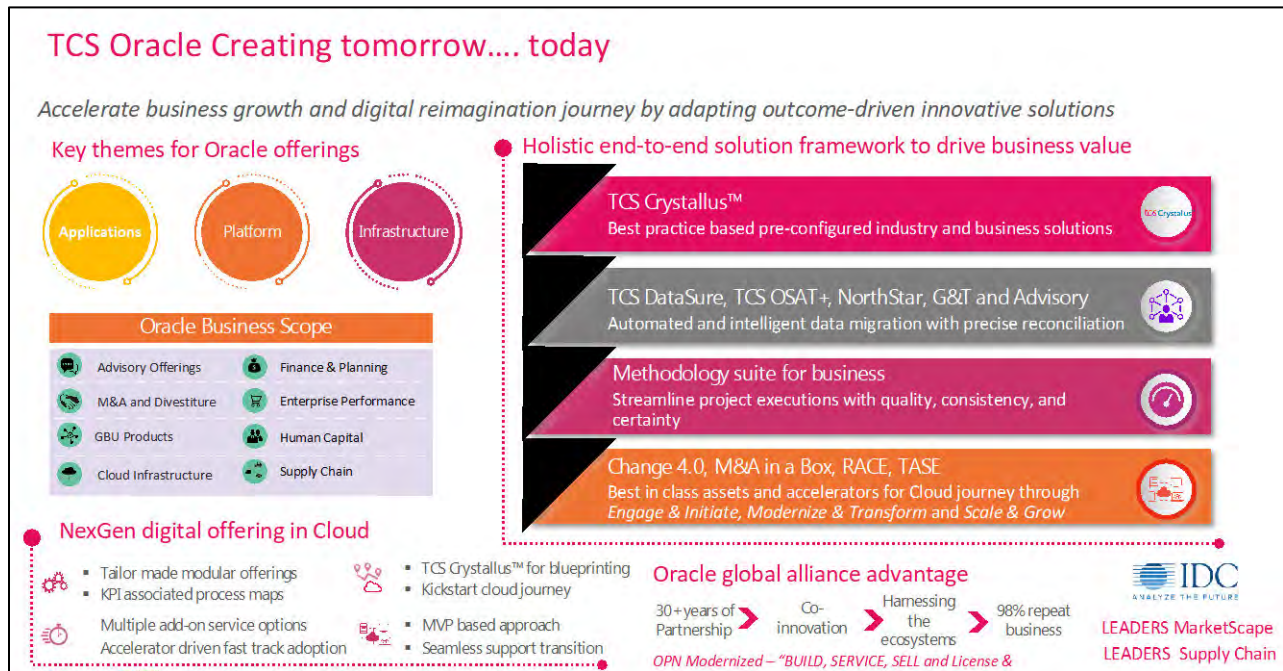 TCS Oracle Creating tomorrow.... today
Accelerate business growth and digital reimagination journey by adapting outcome-driven innovative solutions
Key themes for Oracle offerings
Applications
Platform
Infrastructure
Oracle Business Scope
Advisory Offerings
Finance & Planning
M&A and Divestiture
Enterprise Performance
GBU Products
Human Capital
Cloud Infrastructure
Supply Chain
Holistic end-to-end solution framework to drive business value
TCS Crystallus™
Best practice based pre-configured industry and business solutions
TCS Crystallus
TCS DataSure, TCS OSAT+, NorthStar, G&T and Advisory
Automated and intelligent data migration with precise reconciliation
Methodology suite for business
Streamline project executions with quality, consistency, and
certainty
Change 4.0, M&A in a Box, RACE, TASE
Best in class assets and accelerators for Cloud journey through
Engage & Initiate, Modernize & Transform and Scale & Grow
NexGen digital offering in Cloud
▪ Tailor made modular offerings
▪ KPI associated process maps
▪ TCS Crystallus™ for blueprinting
▪ Kickstart cloud journey
Multiple add-on service options
Accelerator driven fast track adoption
▪ MVP based approach
▪ Seamless support transition
Oracle global alliance advantage
30+ years of
Partnership
Co-
innovation
Harnessing
the
ecosystems
98% repeat
business
OPN Modernized – “BUILD, SERVICE, SELL and License &
IDC
ANALYZE THE FUTURE
LEADERS MarketScape
LEADERS Supply Chain